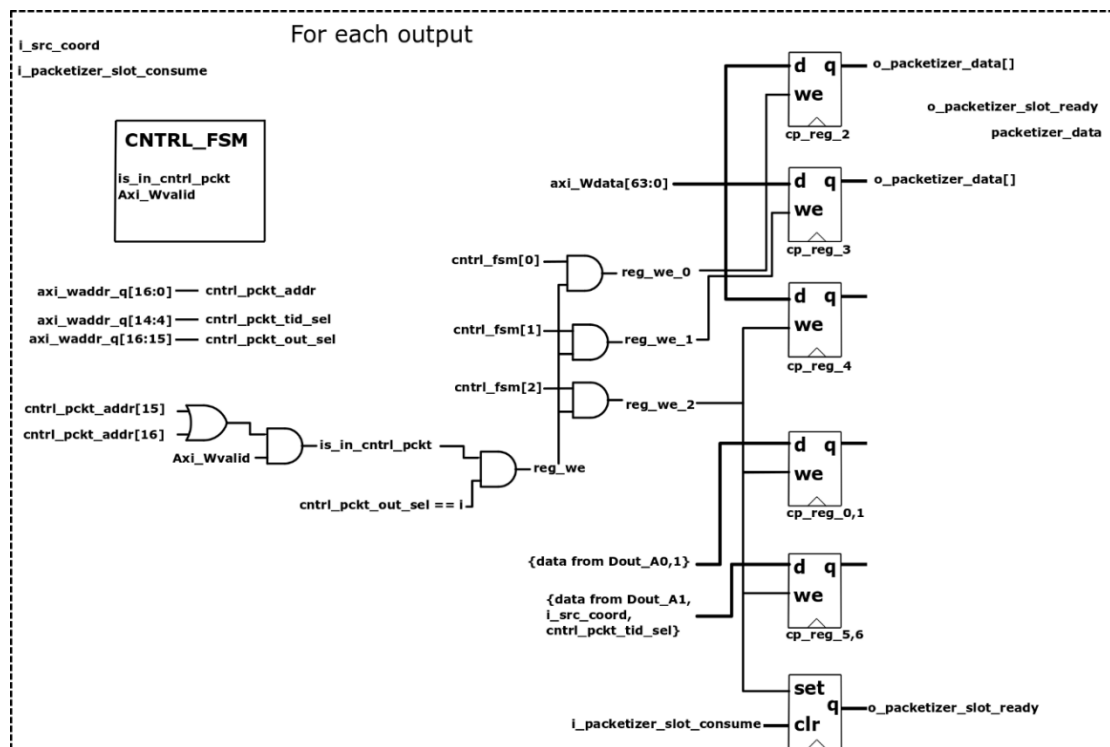 For each output
i_src_coord
i_packetizer_slot_consume
CNTRL_FSM
is_in_cntrl_pckt
Axi_Wvalid
axi_waddr_q[16:0] cntrl_pckt_addr
axi_waddr_q[14:4] cntrl_pckt_tid_sel
axi_waddr_q[16:15] cntrl_pckt_out_sel
cntrl_pckt_addr[15]
cntrl_pckt_addr[16]
Axi_Wvalid
is_in_cntrl_pckt
cntrl_pckt_out_sel == i
reg_we
cntrl_fsm[0]
reg_we_0
cntrl_fsm[1]
reg_we_1
cntrl_fsm[2]
reg_we_2
d q
we
cp_reg_2
o_packetizer_data[]
o_packetizer_slot_ready
packetizer_data
axi_Wdata[63:0]
d q
we
cp_reg_3
o_packetizer_data[]
d q
we
cp_reg_4
d q
we
cp_reg_0,1
{data from Dout_A0,1}
d q
we
cp_reg_5,6
{data from Dout_A1,
i_src_coord,
cntrl_pckt_tid_sel}
set
q
clr
o_packetizer_slot_ready
i_packetizer_slot_consume